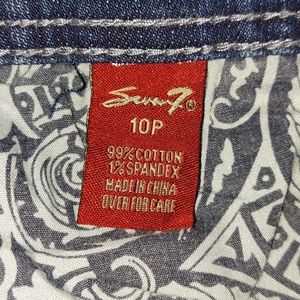 Seven7®
10P
99% COTTON
1% SPANDEX
MADE IN CHINA
OVER FOR CARE